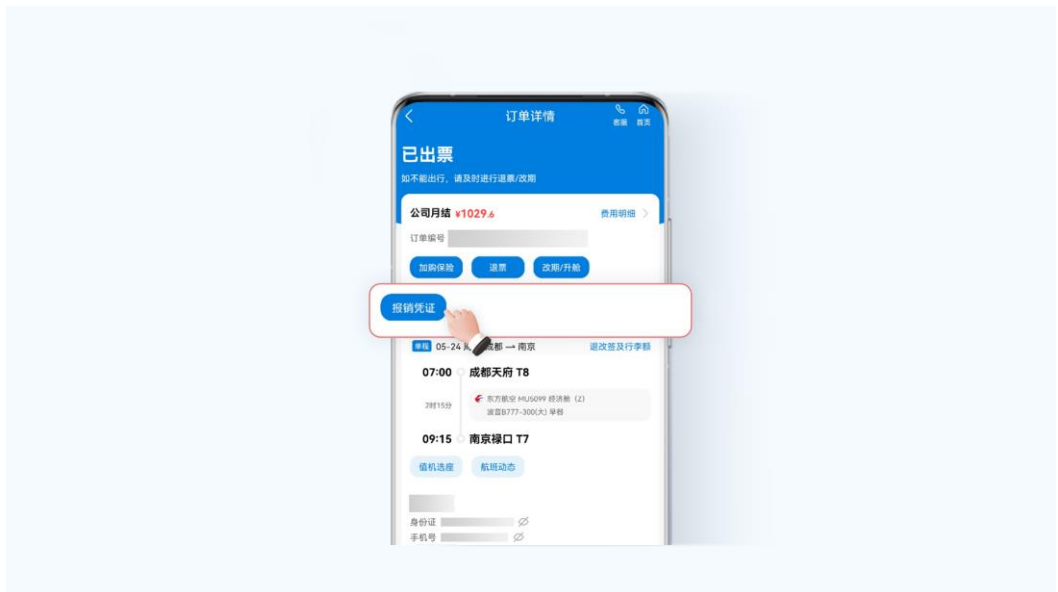 订单详情
客服 首页
已出票
如不能出行，请及时进行退票/改期
公司月结 ¥1029.6 费用明细
订单编号
加购保险 退票 改期/升舱
报销凭证
单程 05-24 成都 — 南京 退改签及行李额
07:00 成都天府 T8
2时15分 东方航空 MU5099 经济舱 (Z)
波音B777-300(大) 早餐
09:15 南京禄口 T7
值机选座 航班动态
身份证
手机号